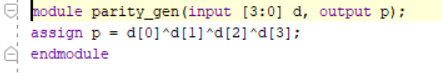 module parity_gen(input [3:0] d, output p);
assign p = d[0]^d[1]^d[2]^d[3];
endmodule